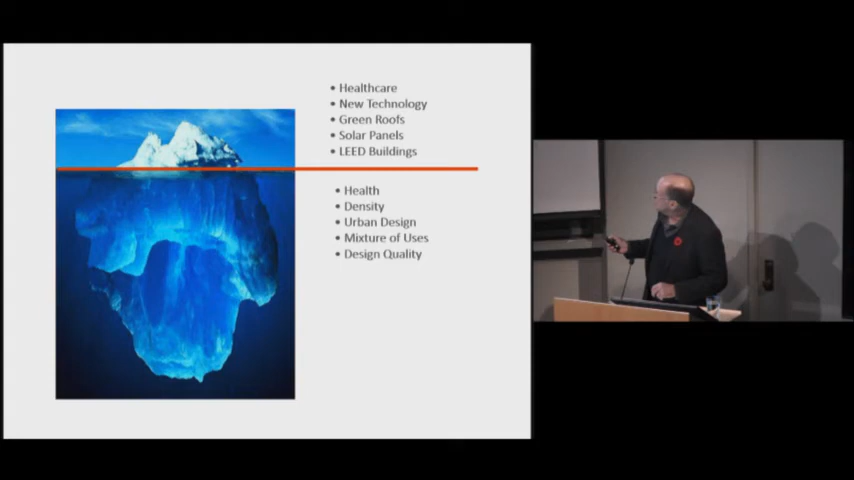 • Healthcare
• New Technology
• Green Roofs
• Solar Panels
• LEED Buildings
• Health
• Density
• Urban Design
• Mixture of Uses
• Design Quality